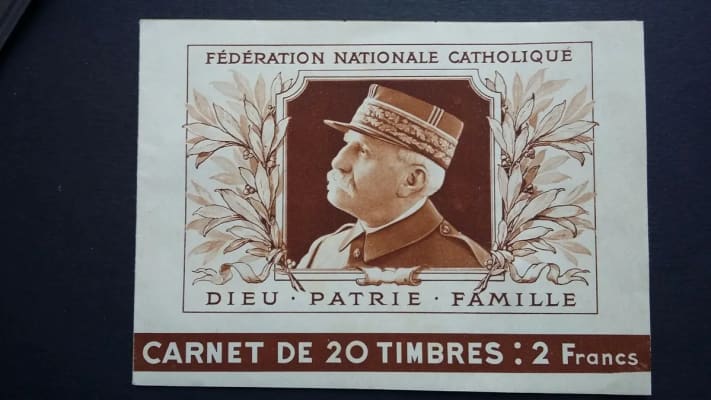 FÉDÉRATION NATIONALE CATHOLIQUE
DIEU · PATRIE · FAMILLE
CARNET DE 20 TIMBRES : 2 Francs